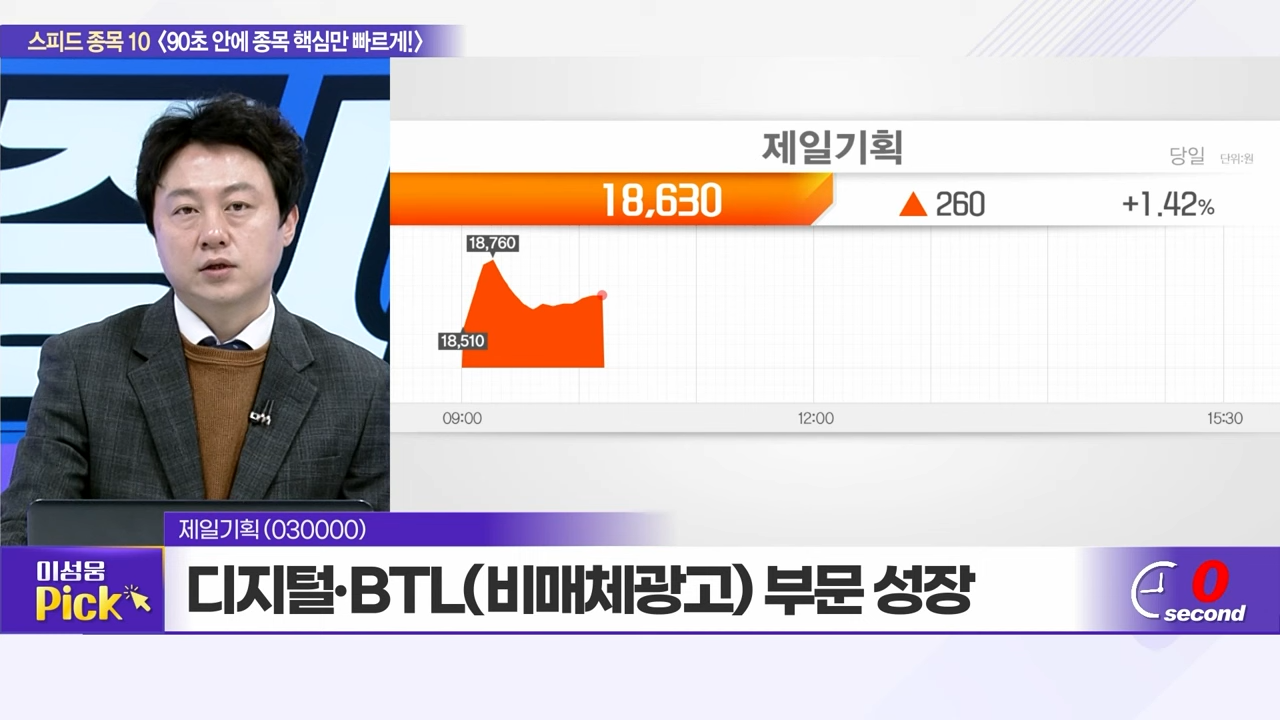 스피드 종목 10 〈90초 안에 종목 핵심만 빠르게!〉
제일기획
당일 단위:원
18,630 ▲ 260 +1.42%
18,760
18,510
09:00 12:00 15:30
제일기획(030000)
이성웅
Pick
디지털·BTL(비매체광고) 부문 성장
0
second